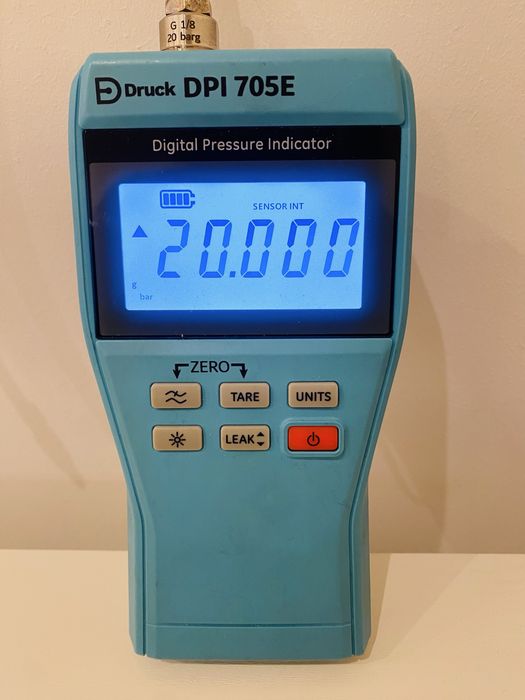 G 1/8
20 barg
Druck DPI 705E
Digital Pressure Indicator
SENSOR INT
20.000
g
bar
ZERO
TARE
UNITS
LEAK